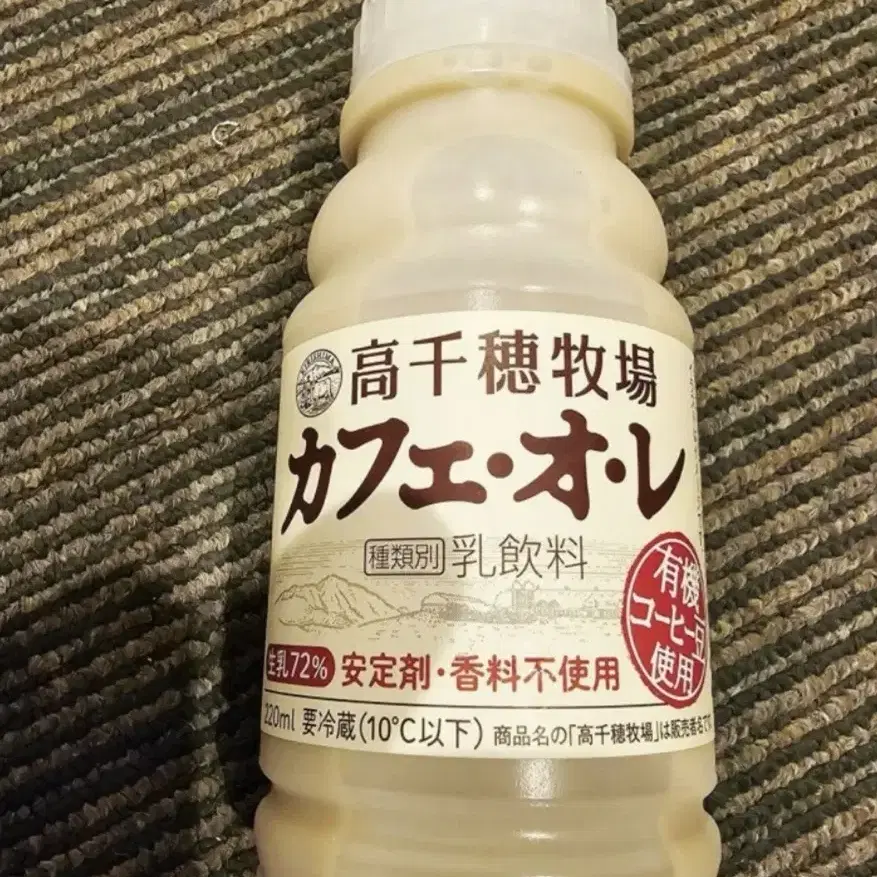 KIRISHIMA
高千穂牧場
カフェ・オ・レ
種類別 乳飲料
有機
コーヒー豆
使用
生乳72% 安定剤・香料不使用
220ml 要冷蔵(10℃以下) 商品名の「高千穂牧場」は販売者名です